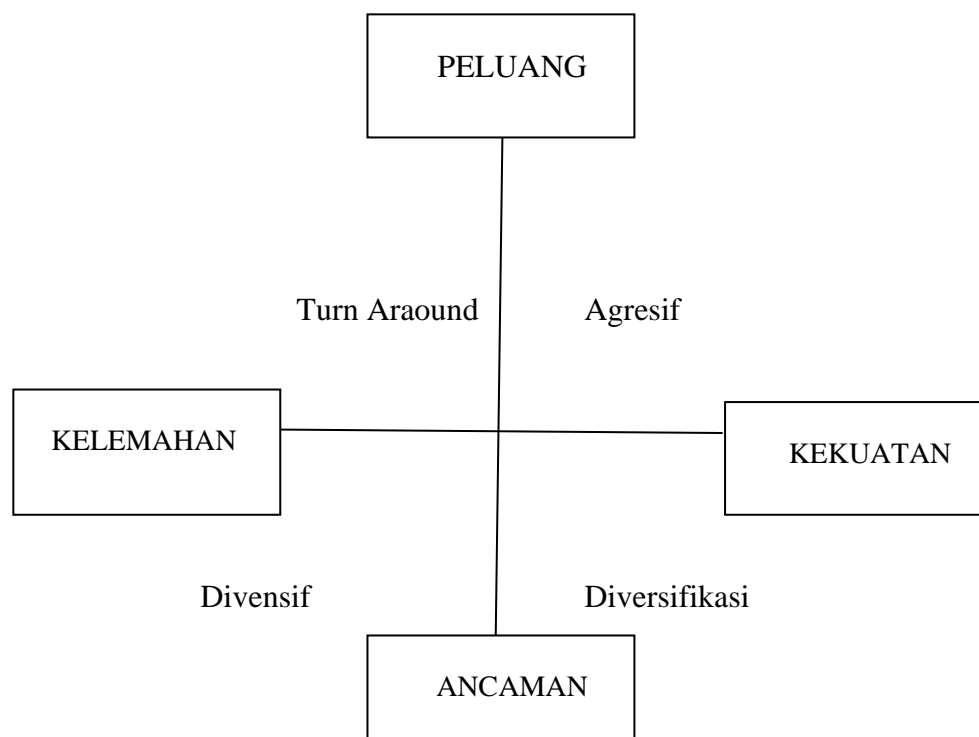 PELUANG
Turn Araound
Agresif
KELEMAHAN
KEKUATAN
Divensif
Diversifikasi
ANCAMAN